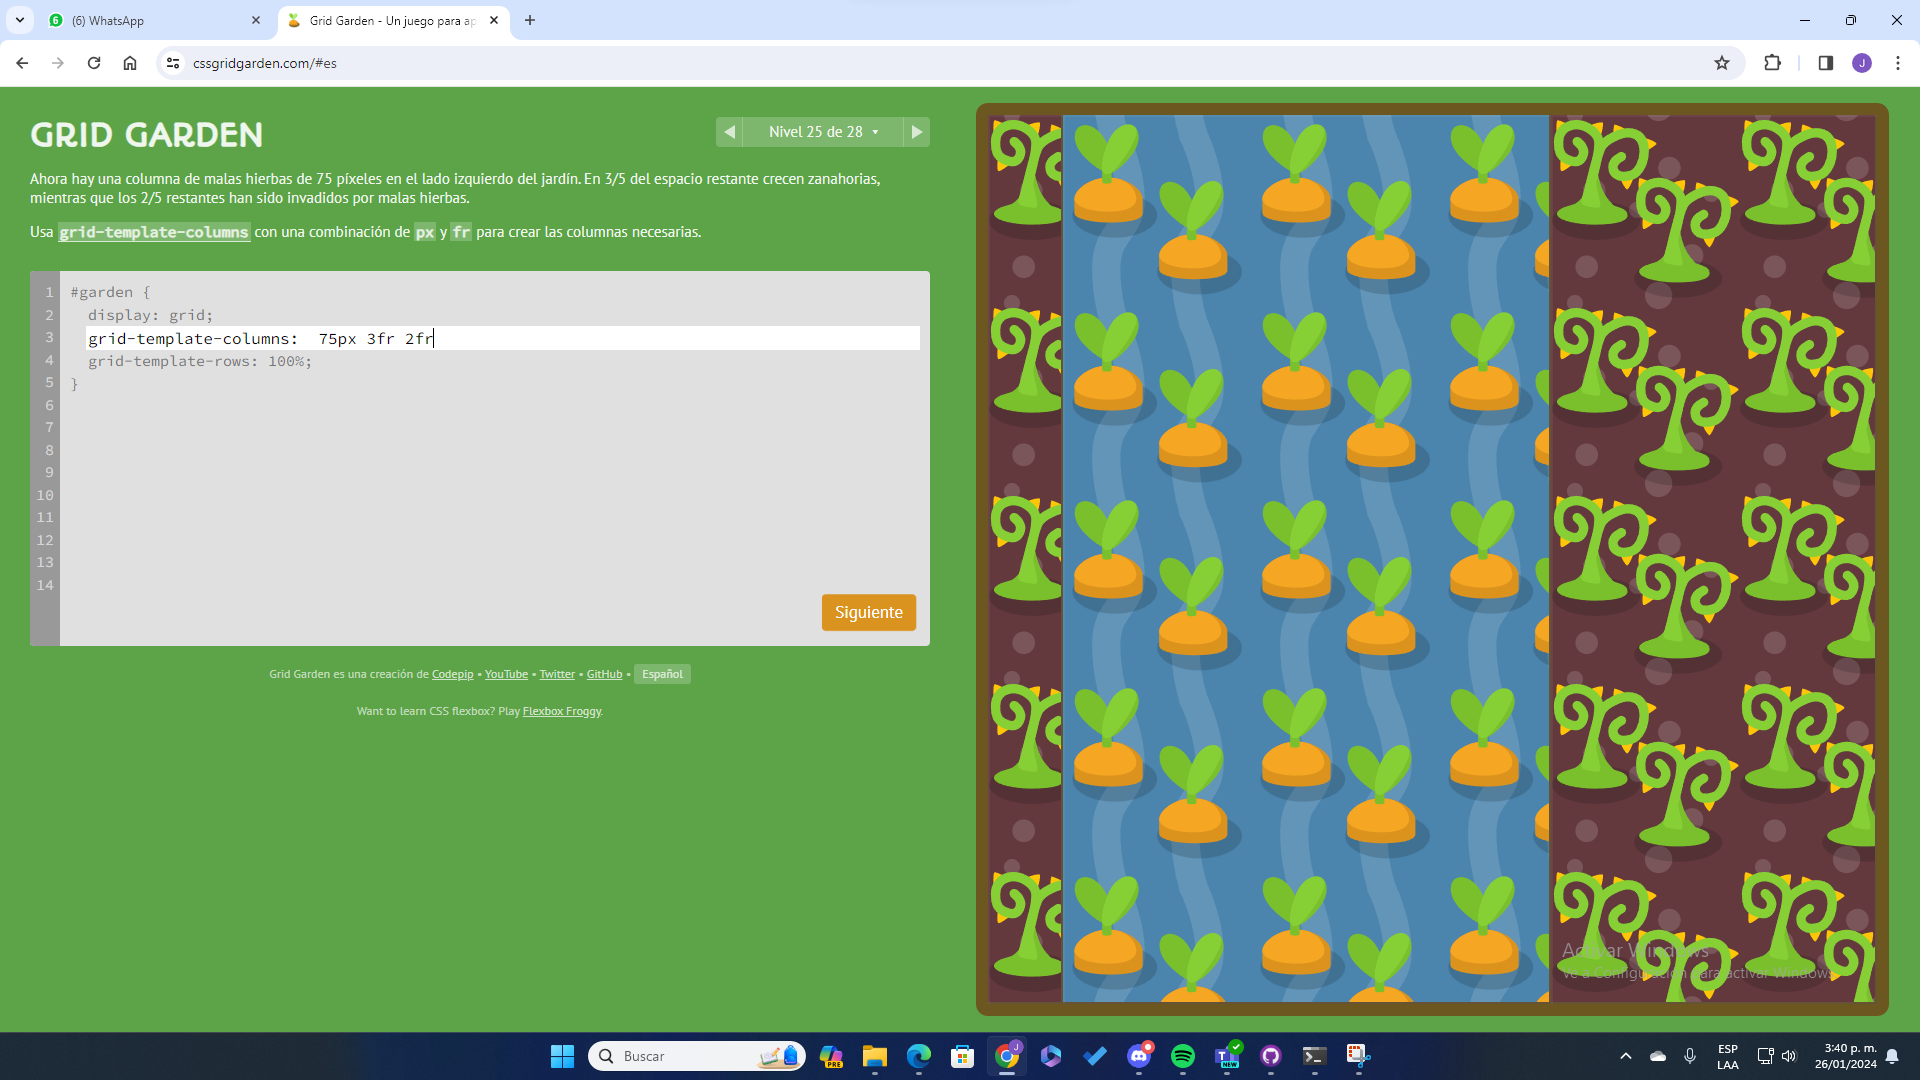 (6) WhatsApp
Grid Garden - Un juego para ap
cssgridgarden.com/#es
J
GRID GARDEN
Nivel 25 de 28
Ahora hay una columna de malas hierbas de 75 píxeles en el lado izquierdo del jardín. En 3/5 del espacio restante crecen zanahorias,
mientras que los 2/5 restantes han sido invadidos por malas hierbas.
Usa grid-template-columns con una combinación de px y fr para crear las columnas necesarias.
1 #garden {
2 display: grid;
3 grid-template-columns:  75px 3fr 2fr
4 grid-template-rows: 100%;
5 }
6
7
8
9
10
11
12
13
14
Siguiente
Grid Garden es una creación de Codepip • YouTube • Twitter • GitHub • Español
Want to learn CSS flexbox? Play Flexbox Froggy.
Activar Windows
Ve a Configuración para activar Windows.
Buscar
PRE
NEW
ESP
LAA
3:40 p. m.
26/01/2024